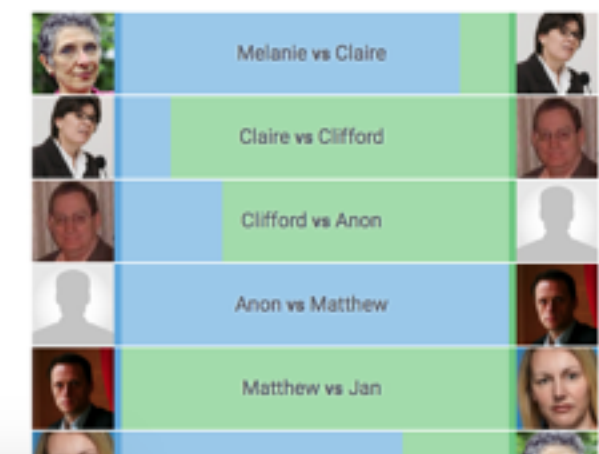 Melanie vs Claire
Claire vs Clifford
Clifford vs Anon
Anon vs Matthew
Matthew vs Jan